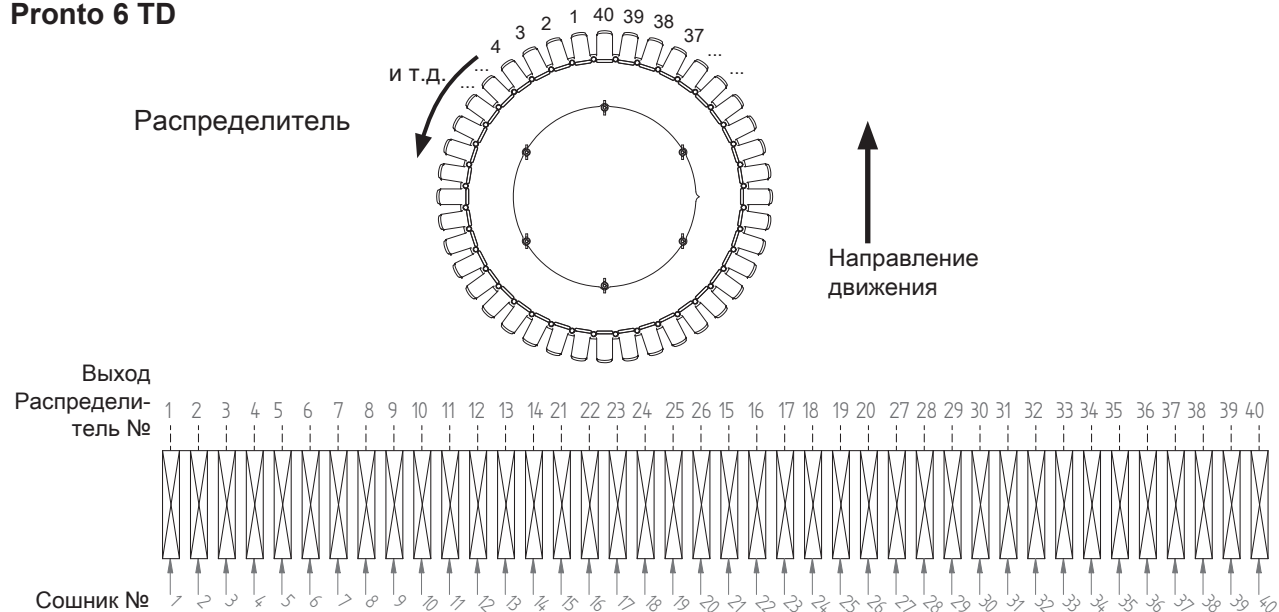 Pronto 6 TD
4 3 2 1 40 39 38 37 ... ...
и т.д. ... ...
Распределитель
Направление
движения
Выход
Распредели-
тель №
1 2 3 4 5 6 7 8 9 10 11 12 13 14 21 22 23 24 25 26 15 16 17 18 19 20 27 28 29 30 31 32 33 34 35 36 37 38 39 40
Сошник №
1 2 3 4 5 6 7 8 9 10 11 12 13 14 15 16 17 18 19 20 21 22 23 24 25 26 27 28 29 30 31 32 33 34 35 36 37 38 39 40